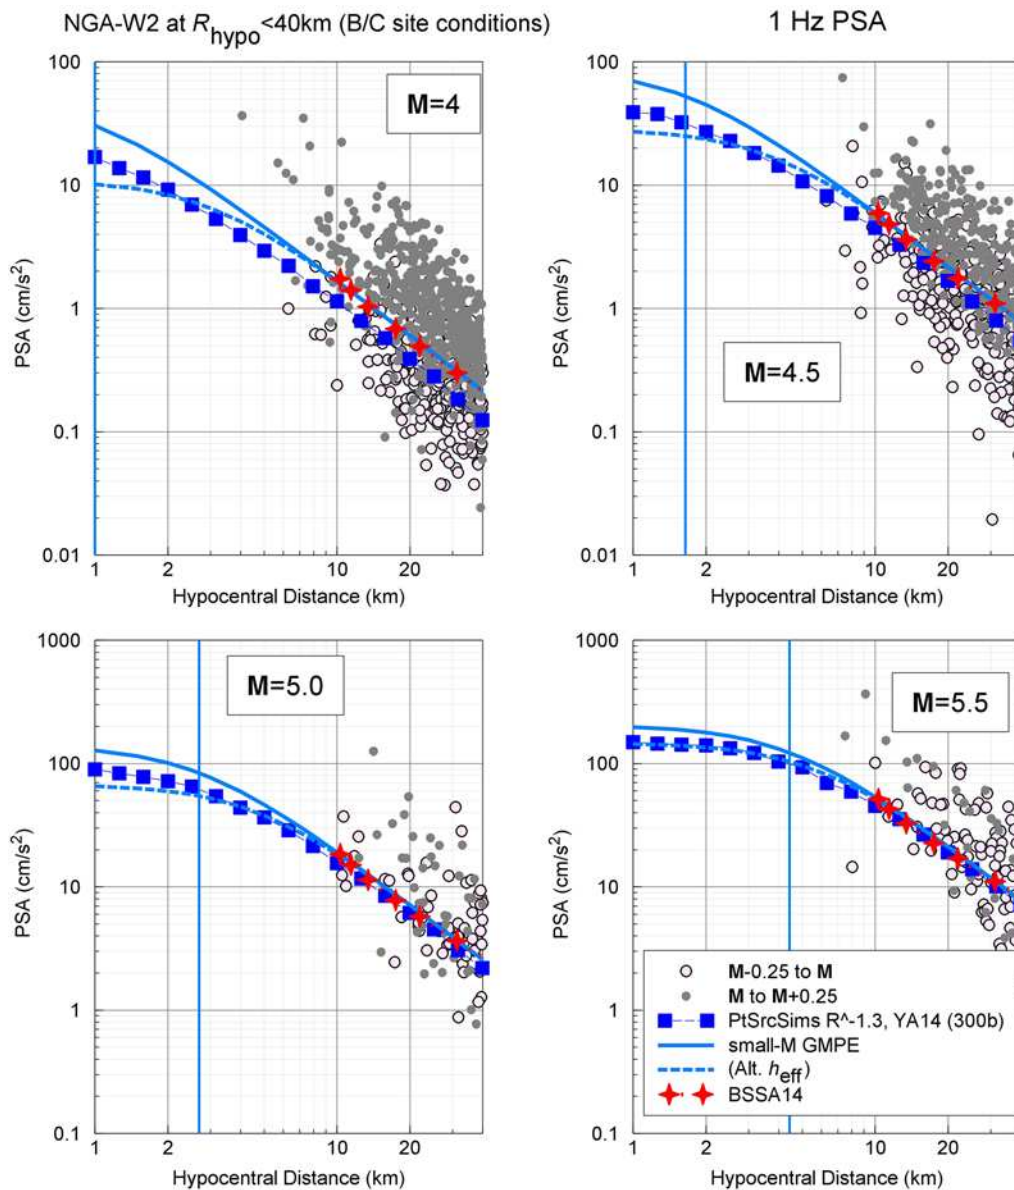 NGA-W2 at R_hypo<40km (B/C site conditions)
1 Hz PSA
100
10
1
0.1
0.01
PSA (cm/s²)
M=4
1
2
10
20
Hypocentral Distance (km)
100
10
1
0.1
0.01
PSA (cm/s²)
M=4.5
1
2
10
20
Hypocentral Distance (km)
1000
100
10
1
0.1
PSA (cm/s²)
M=5.0
1
2
10
20
Hypocentral Distance (km)
1000
100
10
1
0.1
PSA (cm/s²)
M=5.5
M-0.25 to M
M to M+0.25
PtSrcSims R^-1.3, YA14 (300b)
small-M GMPE
(Alt. h_eff)
BSSA14
1
2
10
20
Hypocentral Distance (km)